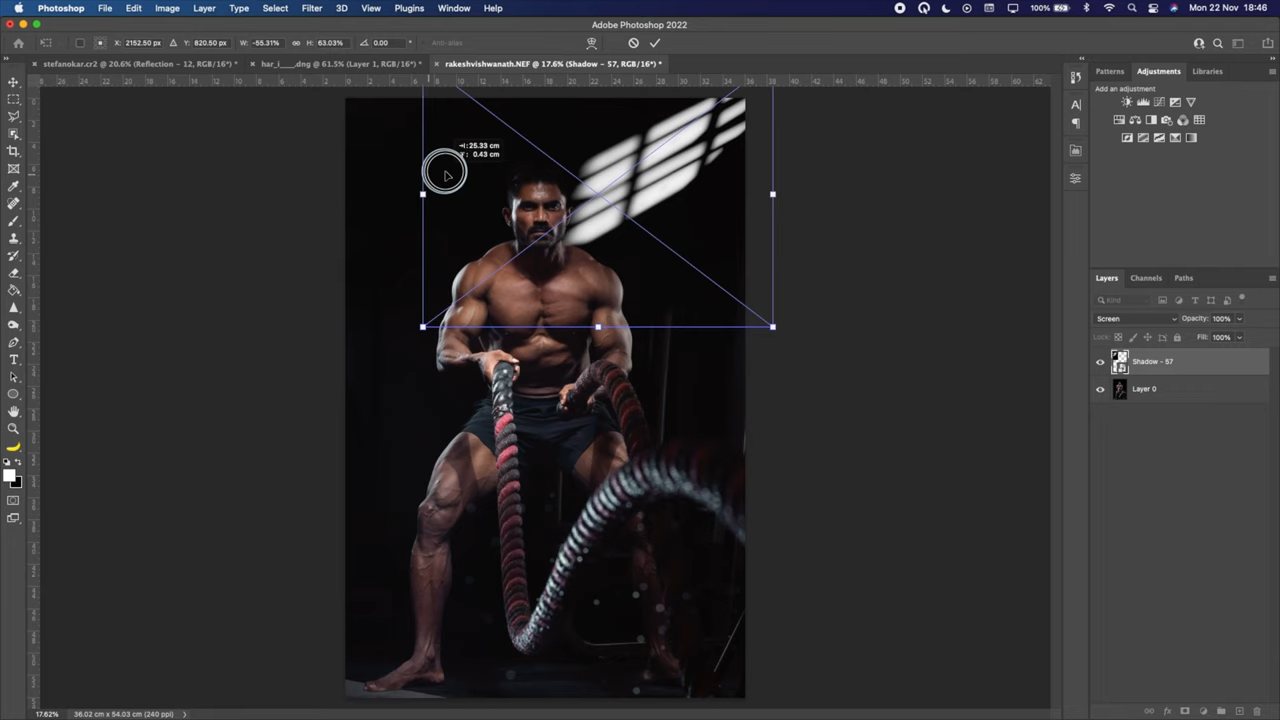 Photoshop File Edit Image Layer Type Select Filter 3D View Plugins Window Help 100% Mon 22 Nov 18:46
Adobe Photoshop 2022
X: 2152.50 px Y: 820.50 px W: -55.31% H: 63.03% 0.00 ° Anti-alias
stefanokar.cr2 @ 20.6% (Reflection - 12, RGB/16*) * har_i____.dng @ 61.5% (Layer 1, RGB/16*) * rakeshvishwanath.NEF @ 17.6% (Shadow - 57, RGB/16*) *
Patterns Adjustments Libraries
Add an adjustment
25.33 cm
0.43 cm
Layers Channels Paths
Kind
Screen Opacity: 100%
Lock: Fill: 100%
Shadow - 57
Layer 0
17.62% 36.02 cm x 54.03 cm (240 ppi)